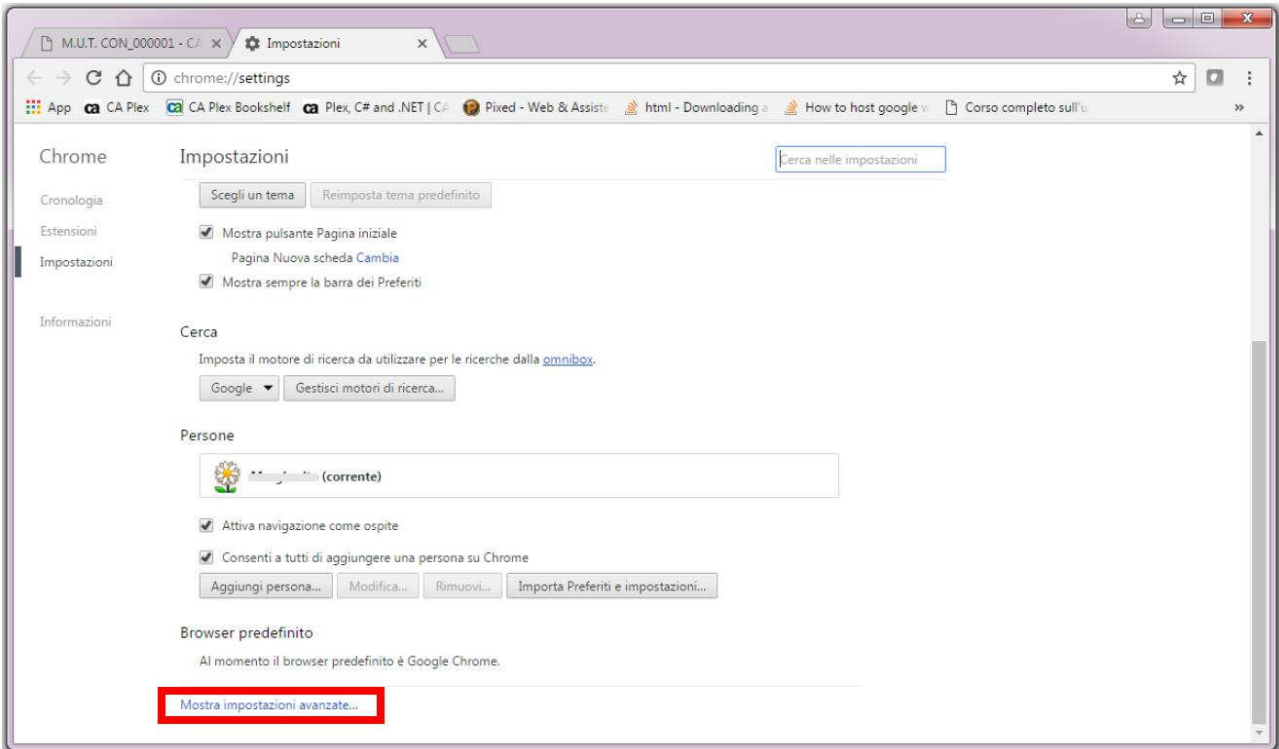 M.U.T. CON_000001 - CA
Impostazioni
chrome://settings
App
CA Plex
CA Plex Bookshelf
Plex, C# and .NET | CA
Pixed - Web & Assiste
html - Downloading a
How to host google w
Corso completo sull'u
»
Chrome
Impostazioni
Cerca nelle impostazioni
Cronologia
Estensioni
Impostazioni
Informazioni
Scegli un tema
Reimposta tema predefinito
Mostra pulsante Pagina iniziale
Pagina Nuova scheda Cambia
Mostra sempre la barra dei Preferiti
Cerca
Imposta il motore di ricerca da utilizzare per le ricerche dalla omnibox.
Google
Gestisci motori di ricerca...
Persone
(corrente)
Attiva navigazione come ospite
Consenti a tutti di aggiungere una persona su Chrome
Aggiungi persona...
Modifica...
Rimuovi...
Importa Preferiti e impostazioni...
Browser predefinito
Al momento il browser predefinito è Google Chrome.
Mostra impostazioni avanzate...